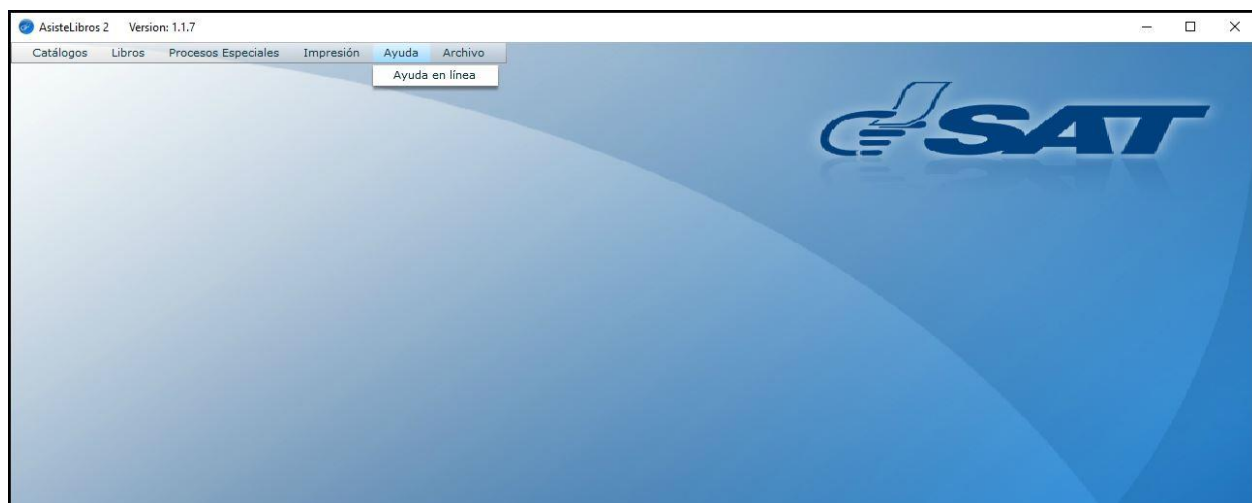 AsisteLibros 2 Version: 1.1.7
Catálogos Libros Procesos Especiales Impresión Ayuda Archivo
Ayuda en línea
SAT